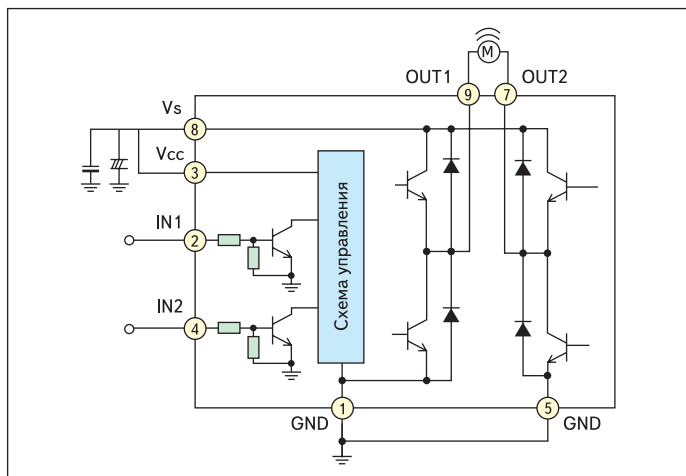 M
OUT1 OUT2
9 7
Vs
8
Vcc
3
IN1
2
IN2
4
Схема управления
1
GND
5
GND